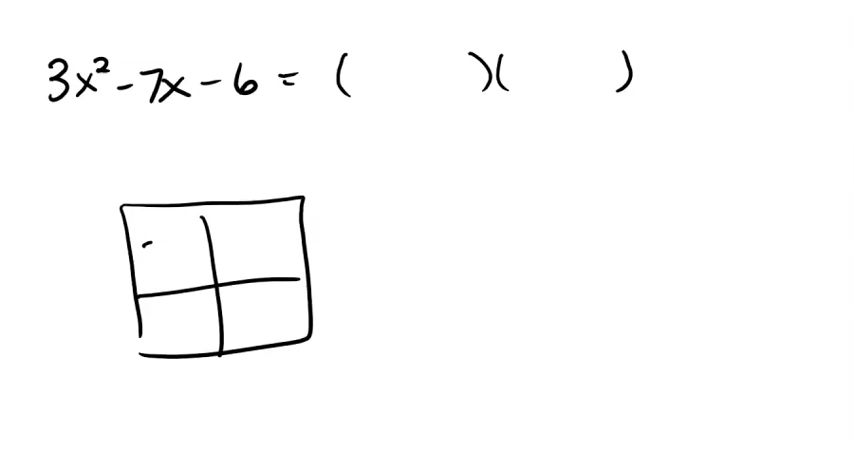 3x² - 7x - 6 = (        )(        )